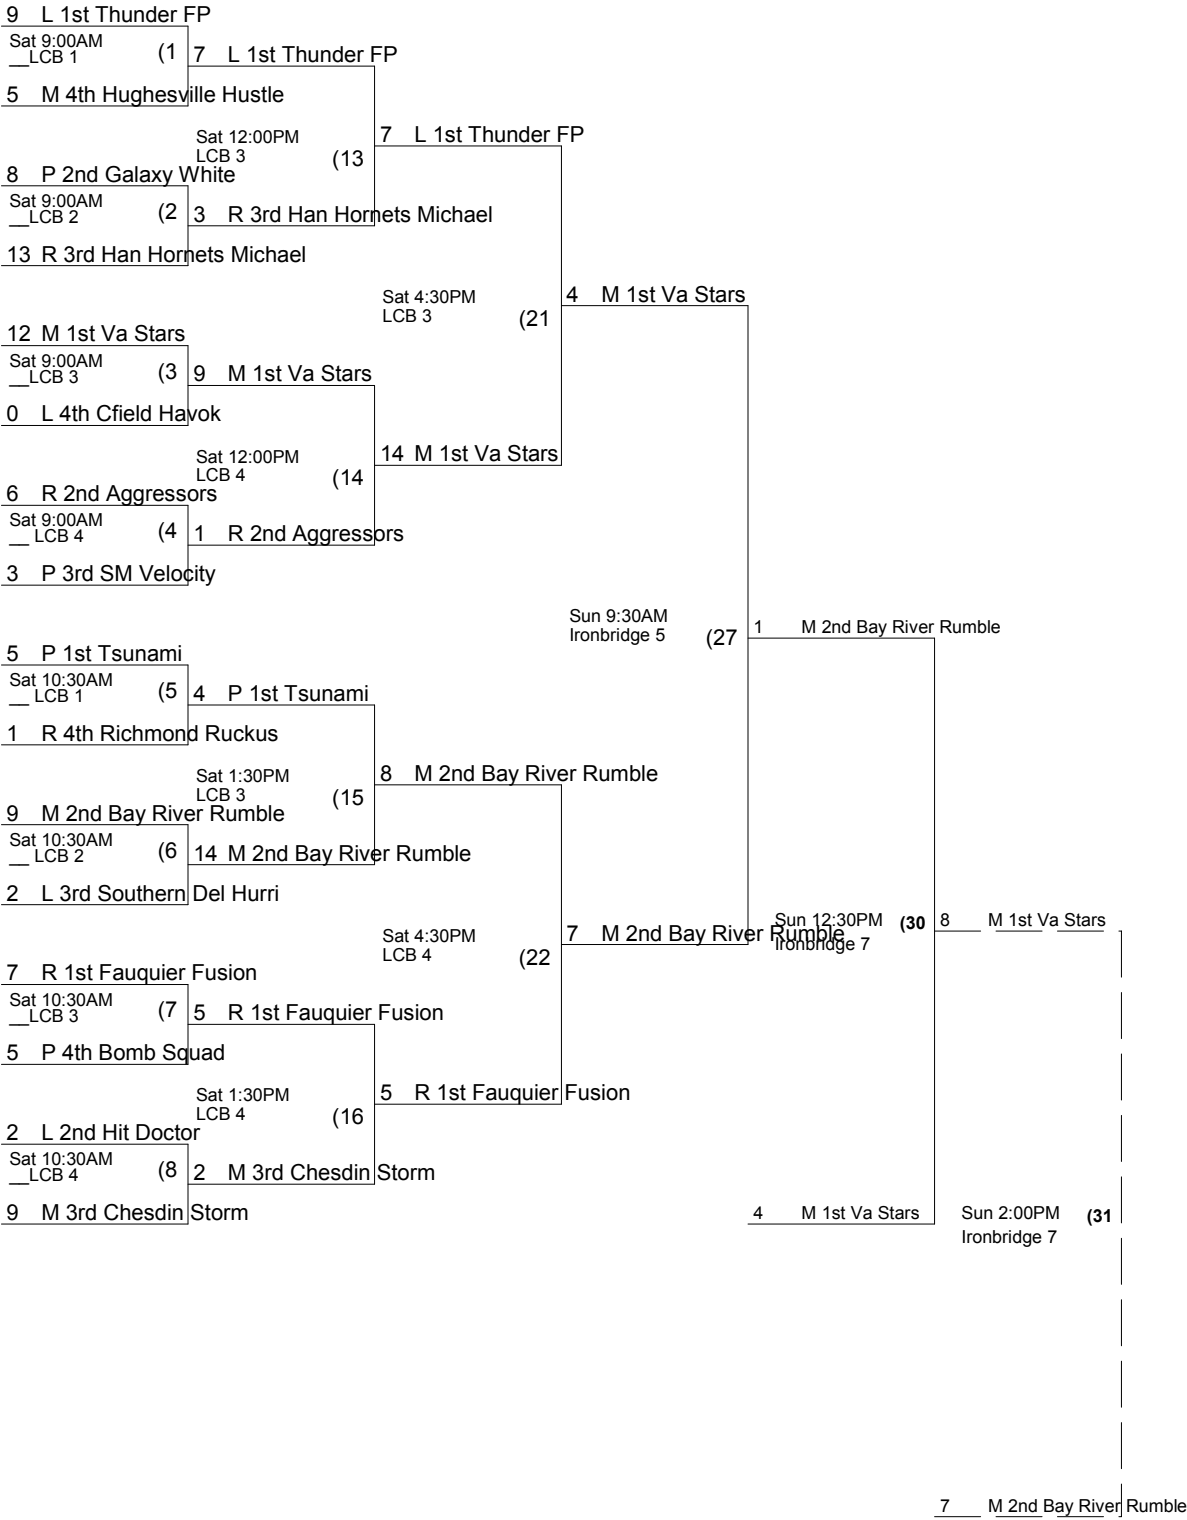 9 L 1st Thunder FP
Sat 9:00AM
__LCB 1 (1
7 L 1st Thunder FP
5 M 4th Hughesville Hustle
Sat 12:00PM
LCB 3 (13
7 L 1st Thunder FP
8 P 2nd Galaxy White
Sat 9:00AM
__LCB 2 (2
3 R 3rd Han Hornets Michael
13 R 3rd Han Hornets Michael
Sat 4:30PM
LCB 3 (21
4 M 1st Va Stars
12 M 1st Va Stars
Sat 9:00AM
__LCB 3 (3
9 M 1st Va Stars
0 L 4th Cfield Havok
Sat 12:00PM
LCB 4 (14
14 M 1st Va Stars
6 R 2nd Aggressors
Sat 9:00AM
__ LCB 4 (4
1 R 2nd Aggressors
3 P 3rd SM Velocity
Sun 9:30AM
Ironbridge 5 (27
1 M 2nd Bay River Rumble
5 P 1st Tsunami
Sat 10:30AM
__ LCB 1 (5
4 P 1st Tsunami
1 R 4th Richmond Ruckus
Sat 1:30PM
LCB 3 (15
8 M 2nd Bay River Rumble
9 M 2nd Bay River Rumble
Sat 10:30AM
__ LCB 2 (6
14 M 2nd Bay River Rumble
2 L 3rd Southern Del Hurri
Sat 4:30PM
LCB 4 (22
7 M 2nd Bay River Rumble
Sun 12:30PM (30
Ironbridge 7
8 M 1st Va Stars
7 R 1st Fauquier Fusion
Sat 10:30AM
__LCB 3 (7
5 R 1st Fauquier Fusion
5 P 4th Bomb Squad
Sat 1:30PM
LCB 4 (16
5 R 1st Fauquier Fusion
2 L 2nd Hit Doctor
Sat 10:30AM
__LCB 4 (8
2 M 3rd Chesdin Storm
9 M 3rd Chesdin Storm
4 M 1st Va Stars
Sun 2:00PM (31
Ironbridge 7
7 M 2nd Bay River Rumble